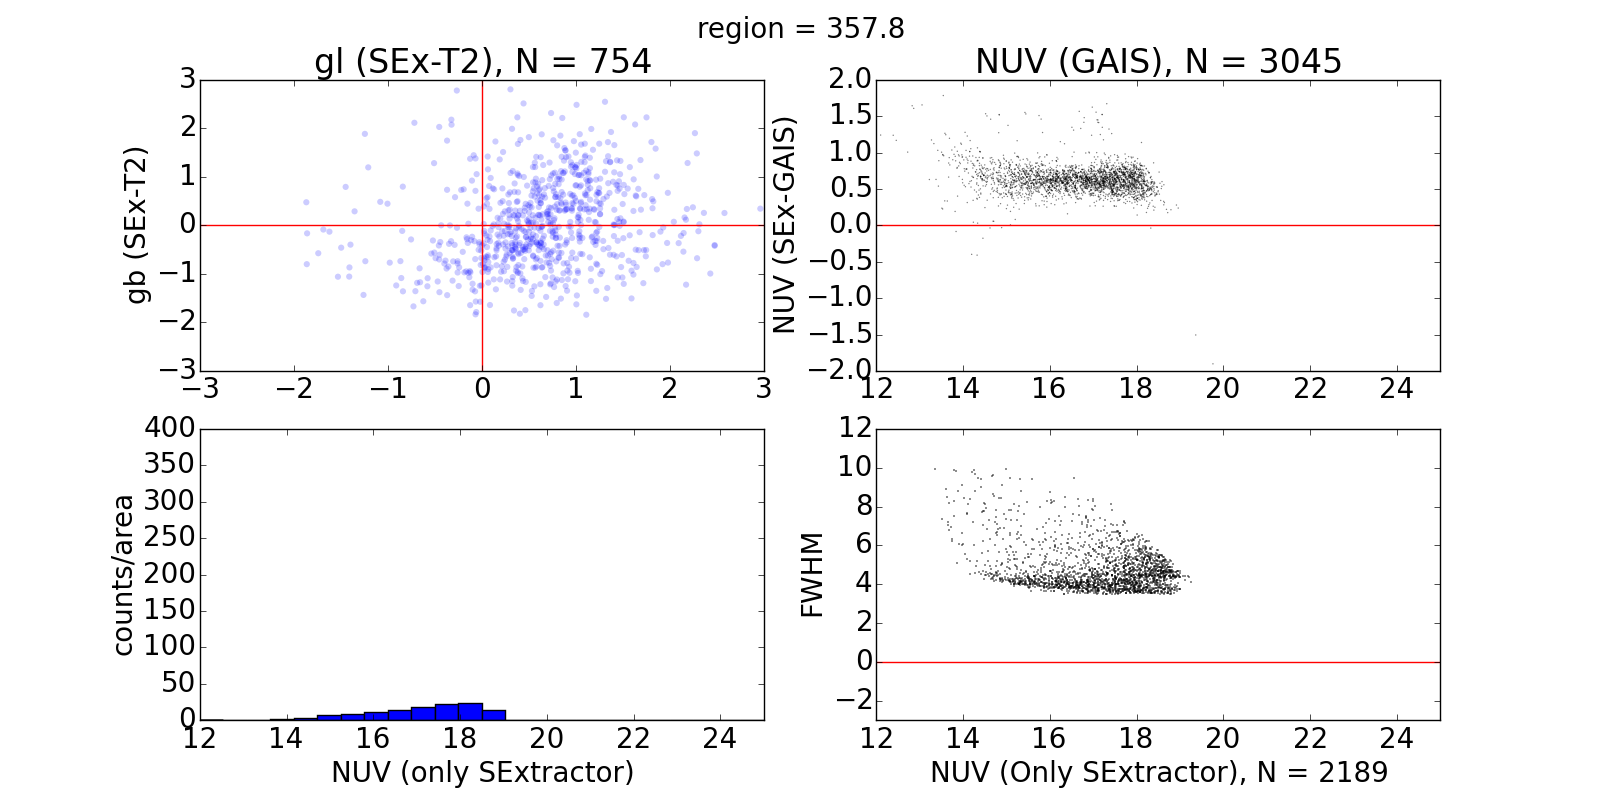 region = 357.8
gl (SEx-T2), N = 754
3
2
1
0
−1
−2
−3
gb (SEx-T2)
−3 −2 −1 0 1 2 3
NUV (GAIS), N = 3045
2.0
1.5
1.0
0.5
0.0
−0.5
−1.0
−1.5
−2.0
NUV (SEx-GAIS)
12 14 16 18 20 22 24
400
350
300
250
200
150
100
50
0
counts/area
12 14 16 18 20 22 24
NUV (only SExtractor)
12
10
8
6
4
2
0
−2
FWHM
12 14 16 18 20 22 24
NUV (Only SExtractor), N = 2189